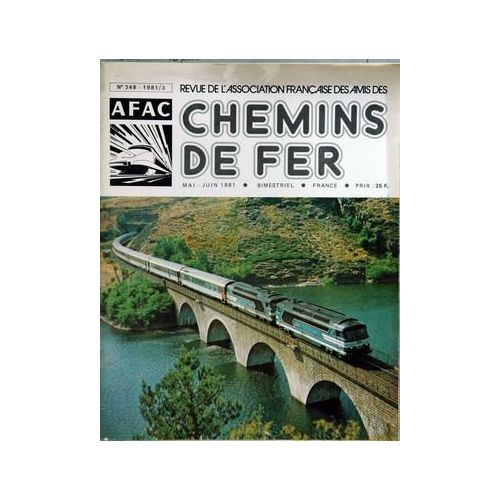 N° 348 - 1981/3
REVUE DE L'ASSOCIATION FRANÇAISE DES AMIS DES
AFAC
CHEMINS
DE FER
MAI - JUIN 1981 ● BIMESTRIEL ● FRANCE ● PRIX : 25 F.